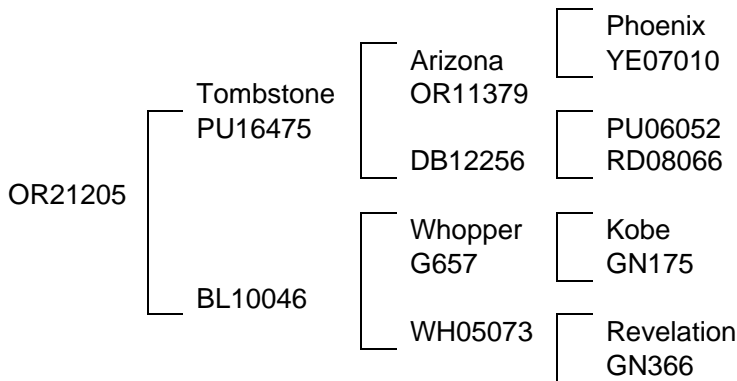 Phoenix
YE07010
Arizona
OR11379
Tombstone
PU16475
PU06052
RD08066
DB12256
OR21205
Whopper
G657
Kobe
GN175
BL10046
WH05073
Revelation
GN366